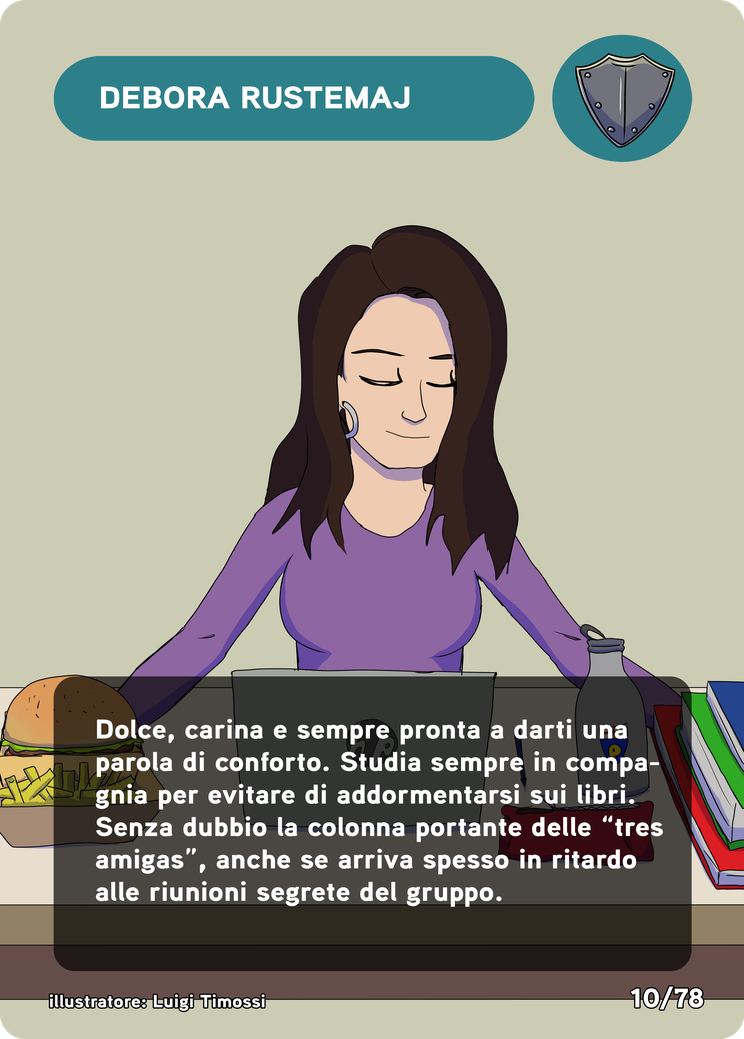 DEBORA RUSTEMAJ
Dolce, carina e sempre pronta a darti una
parola di conforto. Studia sempre in compa-
gnia per evitare di addormentarsi sui libri.
Senza dubbio la colonna portante delle “tres
amigas”, anche se arriva spesso in ritardo
alle riunioni segrete del gruppo.
illustratore: Luigi Timossi
10/78